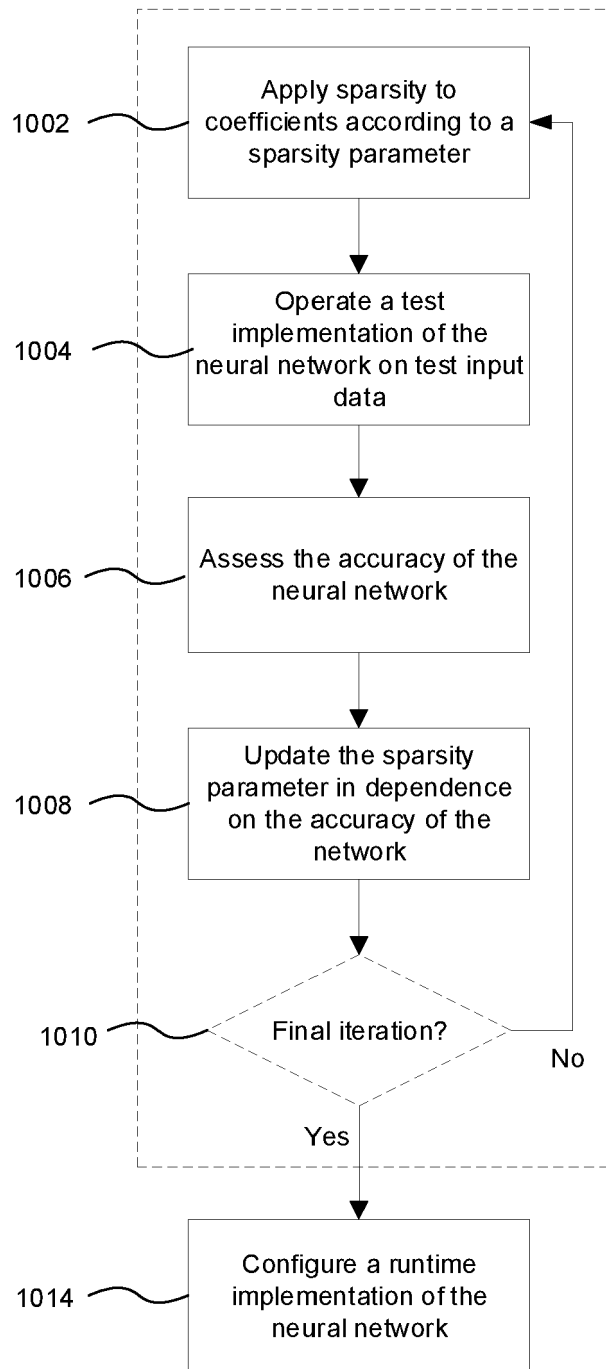 1002
Apply sparsity to
coefficients according to a
sparsity parameter
1004
Operate a test
implementation of the
neural network on test input
data
1006
Assess the accuracy of the
neural network
1008
Update the sparsity
parameter in dependence
on the accuracy of the
network
1010
Final iteration?
No
Yes
1014
Configure a runtime
implementation of the
neural network